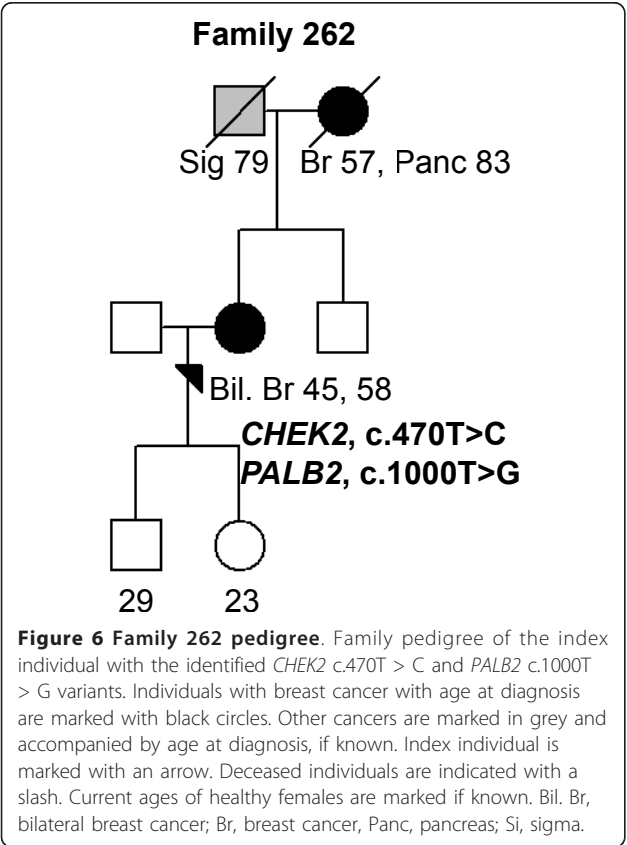 Family 262
Sig 79 Br 57, Panc 83
Bil. Br 45, 58
CHEK2, c.470T>C
PALB2, c.1000T>G
29 23
Figure 6 Family 262 pedigree. Family pedigree of the index
individual with the identified CHEK2 c.470T > C and PALB2 c.1000T
> G variants. Individuals with breast cancer with age at diagnosis
are marked with black circles. Other cancers are marked in grey and
accompanied by age at diagnosis, if known. Index individual is
marked with an arrow. Deceased individuals are indicated with a
slash. Current ages of healthy females are marked if known. Bil. Br,
bilateral breast cancer; Br, breast cancer, Panc, pancreas; Si, sigma.